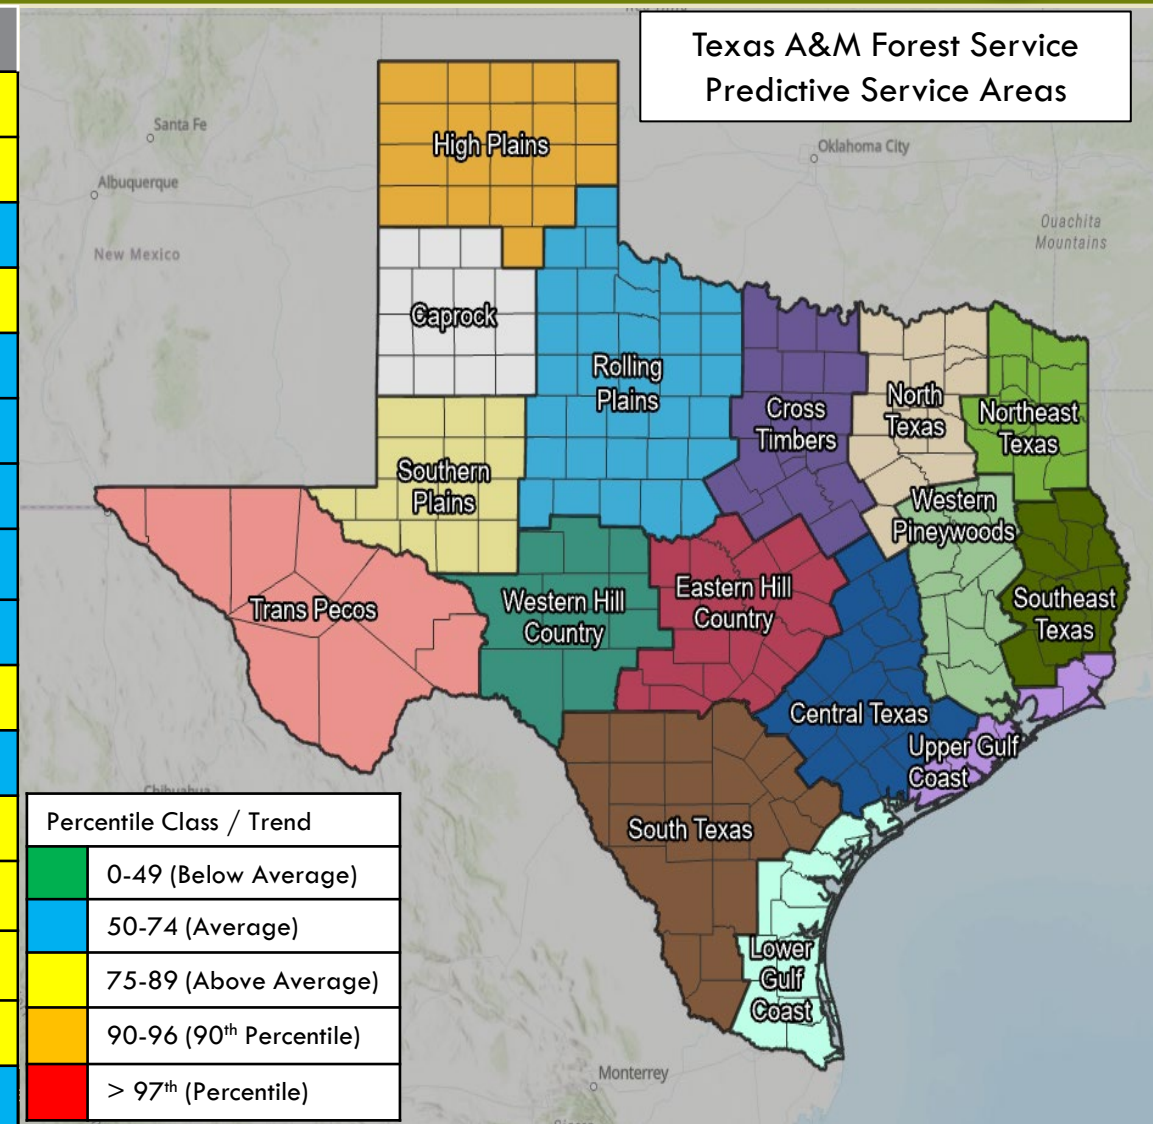 Texas A&M Forest Service
Predictive Service Areas
Santa Fe
Albuquerque
New Mexico
Oklahoma City
Ouachita
Mountains
High Plains
Caprock
Rolling
Plains
Cross
Timbers
North
Texas
Northeast
Texas
Southern
Plains
Western
Pineywoods
Trans Pecos
Western Hill
Country
Eastern Hill
Country
Southeast
Texas
Central Texas
Upper Gulf
Coast
South Texas
Lower
Gulf
Coast
Chihuahua
Monterrey
Percentile Class / Trend
0-49 (Below Average)
50-74 (Average)
75-89 (Above Average)
90-96 (90th Percentile)
> 97th (Percentile)